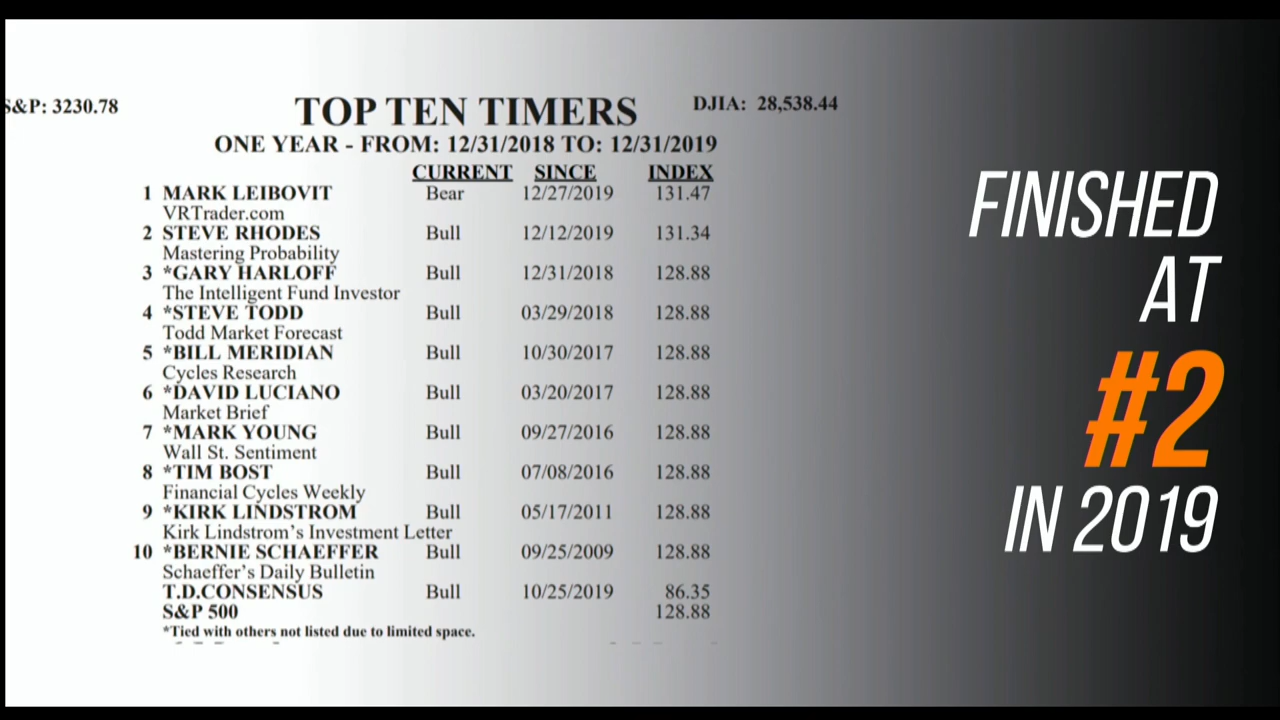 S&P: 3230.78
TOP TEN TIMERS
DJIA: 28,538.44
ONE YEAR - FROM: 12/31/2018 TO: 12/31/2019
CURRENT SINCE INDEX
1 MARK LEIBOVIT Bear 12/27/2019 131.47
VRTrader.com
2 STEVE RHODES Bull 12/12/2019 131.34
Mastering Probability
3 *GARY HARLOFF Bull 12/31/2018 128.88
The Intelligent Fund Investor
4 *STEVE TODD Bull 03/29/2018 128.88
Todd Market Forecast
5 *BILL MERIDIAN Bull 10/30/2017 128.88
Cycles Research
6 *DAVID LUCIANO Bull 03/20/2017 128.88
Market Brief
7 *MARK YOUNG Bull 09/27/2016 128.88
Wall St. Sentiment
8 *TIM BOST Bull 07/08/2016 128.88
Financial Cycles Weekly
9 *KIRK LINDSTROM Bull 05/17/2011 128.88
Kirk Lindstrom's Investment Letter
10 *BERNIE SCHAEFFER Bull 09/25/2009 128.88
Schaeffer's Daily Bulletin
T.D.CONSENSUS Bull 10/25/2019 86.35
S&P 500 128.88
*Tied with others not listed due to limited space.
FINISHED
AT
#2
IN 2019